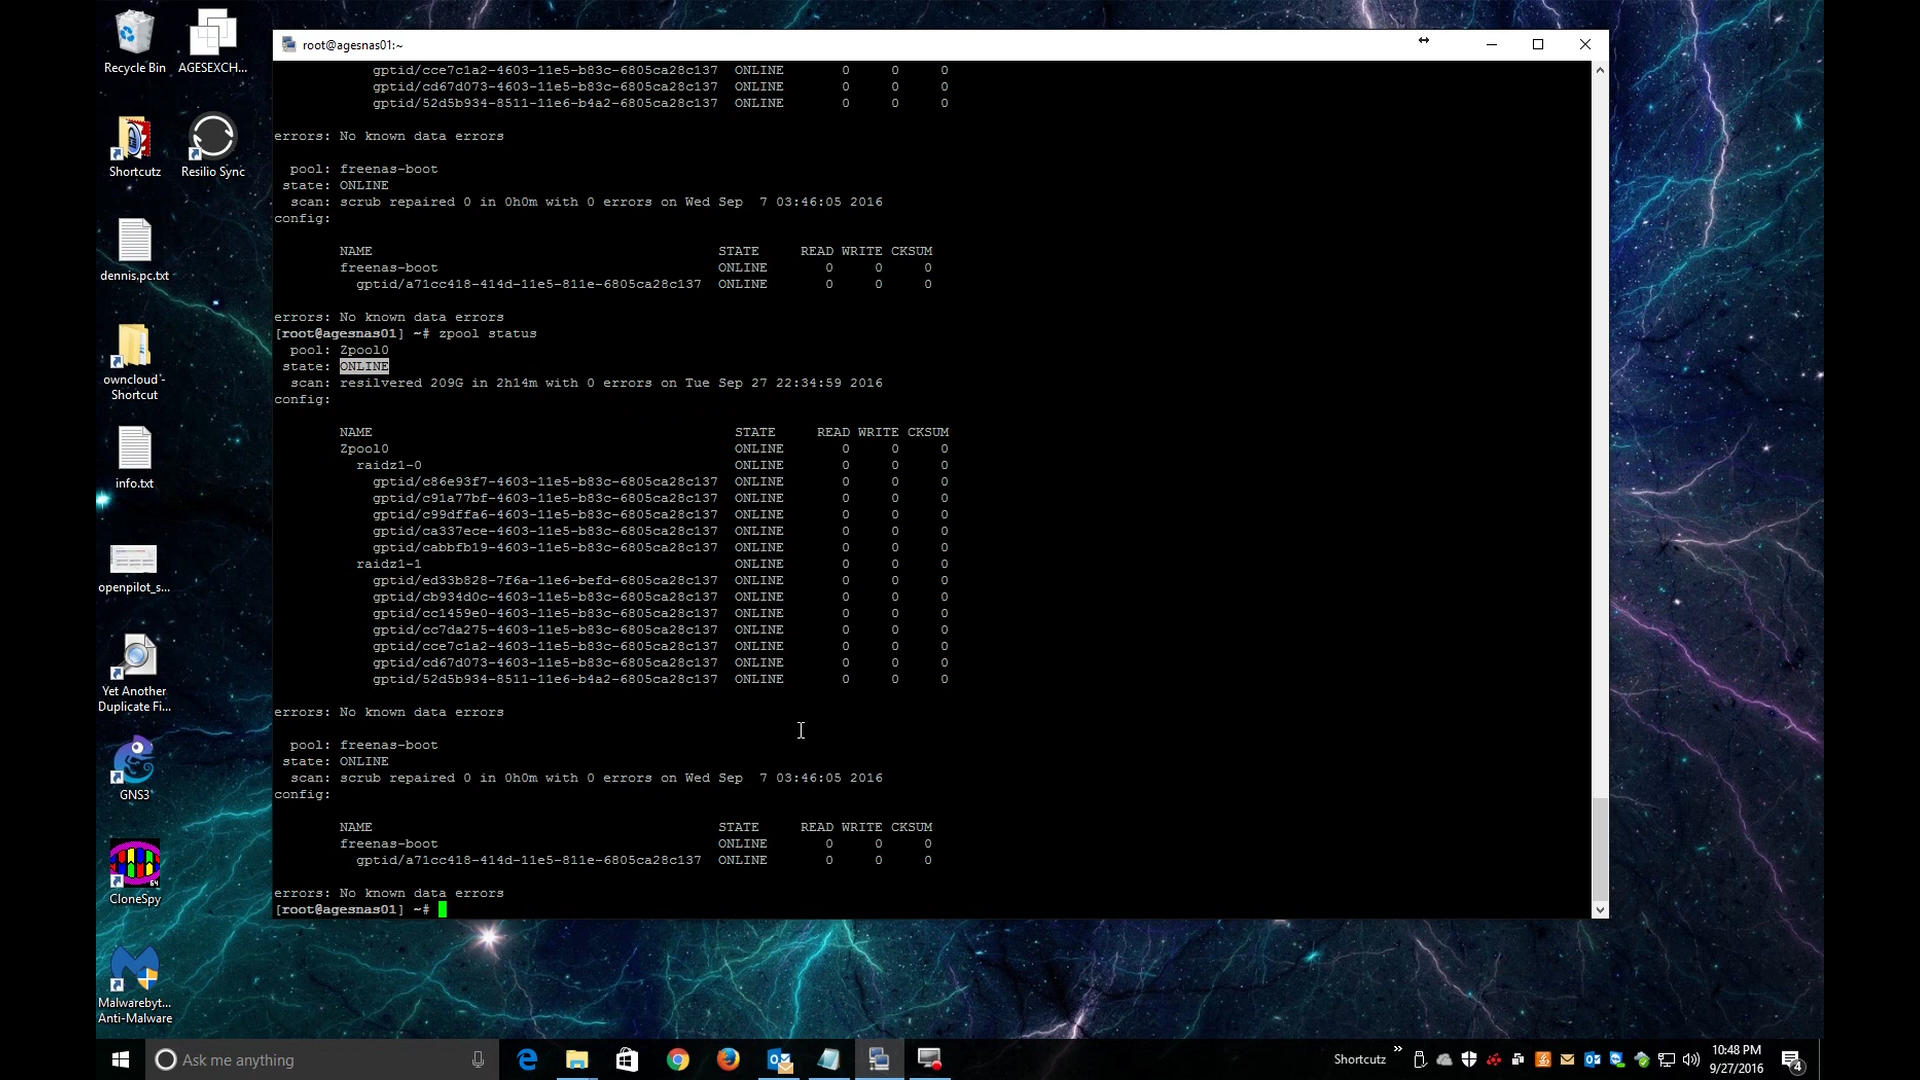 Recycle Bin
AGESEXCH...
Shortcutz
Resilio Sync
dennis.pc.txt
owncloud -
Shortcut
info.txt
openpilot_s...
Yet Another
Duplicate Fi...
GNS3
CloneSpy
Malwarebyt...
Anti-Malware
root@agesnas01:~
gptid/cce7c1a2-4603-11e5-b83c-6805ca28c137 ONLINE 0 0 0
gptid/cd67d073-4603-11e5-b83c-6805ca28c137 ONLINE 0 0 0
gptid/52d5b934-8511-11e6-b4a2-6805ca28c137 ONLINE 0 0 0
errors: No known data errors
pool: freenas-boot
state: ONLINE
scan: scrub repaired 0 in 0h0m with 0 errors on Wed Sep 7 03:46:05 2016
config:
NAME STATE READ WRITE CKSUM
freenas-boot ONLINE 0 0 0
gptid/a71cc418-414d-11e5-811e-6805ca28c137 ONLINE 0 0 0
errors: No known data errors
[root@agesnas01] ~# zpool status
pool: Zpool0
state: ONLINE
scan: resilvered 209G in 2h14m with 0 errors on Tue Sep 27 22:34:59 2016
config:
NAME STATE READ WRITE CKSUM
Zpool0 ONLINE 0 0 0
raidz1-0 ONLINE 0 0 0
gptid/c86e93f7-4603-11e5-b83c-6805ca28c137 ONLINE 0 0 0
gptid/c91a77bf-4603-11e5-b83c-6805ca28c137 ONLINE 0 0 0
gptid/c99dffa6-4603-11e5-b83c-6805ca28c137 ONLINE 0 0 0
gptid/ca337ece-4603-11e5-b83c-6805ca28c137 ONLINE 0 0 0
gptid/cabbfb19-4603-11e5-b83c-6805ca28c137 ONLINE 0 0 0
raidz1-1 ONLINE 0 0 0
gptid/ed33b828-7f6a-11e6-befd-6805ca28c137 ONLINE 0 0 0
gptid/cb934d0c-4603-11e5-b83c-6805ca28c137 ONLINE 0 0 0
gptid/cc1459e0-4603-11e5-b83c-6805ca28c137 ONLINE 0 0 0
gptid/cc7da275-4603-11e5-b83c-6805ca28c137 ONLINE 0 0 0
gptid/cce7c1a2-4603-11e5-b83c-6805ca28c137 ONLINE 0 0 0
gptid/cd67d073-4603-11e5-b83c-6805ca28c137 ONLINE 0 0 0
gptid/52d5b934-8511-11e6-b4a2-6805ca28c137 ONLINE 0 0 0
errors: No known data errors
pool: freenas-boot
state: ONLINE
scan: scrub repaired 0 in 0h0m with 0 errors on Wed Sep 7 03:46:05 2016
config:
NAME STATE READ WRITE CKSUM
freenas-boot ONLINE 0 0 0
gptid/a71cc418-414d-11e5-811e-6805ca28c137 ONLINE 0 0 0
errors: No known data errors
[root@agesnas01] ~#
Ask me anything
Shortcutz
10:48 PM
9/27/2016
4